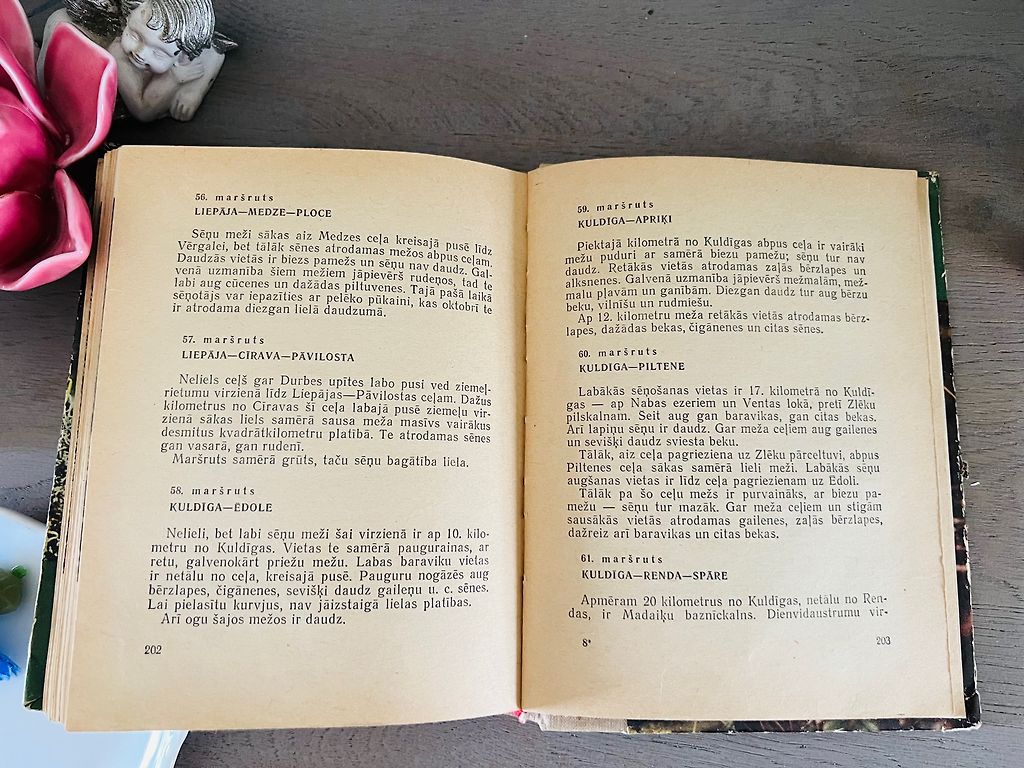 56. maršruts
LIEPĀJA—MEDZE—PLOCE
Sēņu meži sākas aiz Medzes ceļa kreisajā pusē līdz
Vērgalei, bet tālāk sēnes atrodamas mežos abpus ceļam.
Daudzās vietās ir biezs pamežs un sēņu nav daudz. Gal-
venā uzmanība šiem mežiem jāpievērš rudeņos, tad te
labi aug cūcenes un dažādas piltuvenes. Tajā pašā laikā
sēņotājs var iepazīties ar pelēko pūkaini, kas oktobrī te
ir atrodama diezgan lielā daudzumā.
57. maršruts
LIEPĀJA—CĪRAVA—PĀVILOSTA
Neliels ceļš gar Durbes upītes labo pusi ved ziemeļ-
rietumu virzienā līdz Liepājas—Pāvilostas ceļam. Dažus
kilometrus no Cīravas šī ceļa labajā pusē ziemeļu vir-
zienā sākas liels samērā sausa meža masīvs vairākus
desmitus kvadrātkilometru platībā. Te atrodamas sēnes
gan vasarā, gan rudenī.
Maršruts samērā grūts, taču sēņu bagātība liela.
58. maršruts
KULDĪGA—ĒDOLE
Nelieli, bet labi sēņu meži šai virzienā ir ap 10. kilo-
metru no Kuldīgas. Vietas te samērā paugurainas, ar
retu, galvenokārt priežu mežu. Labas baraviku vietas
ir netālu no ceļa, kreisajā pusē. Pauguru nogāzēs aug
bērzlapes, čigānenes, sevišķi daudz gaileņu u. c. sēnes.
Lai pielasītu kurvjus, nav jāizstaigā lielas platības.
Arī ogu šajos mežos ir daudz.
202
59. maršruts
KULDĪGA—APRIĶI
Piektajā kilometrā no Kuldīgas abpus ceļa ir vairāki
mežu puduri ar samērā biezu pamežu; sēņu tur nav
daudz. Retākās vietās atrodamas zaļās bērzlapes un
alksnenes. Galvenā uzmanība jāpievērš mežmalām, mež-
malu pļavām un ganībām. Diezgan daudz tur aug bērzu
beku, vilnīšu un rudmiešu.
Ap 12. kilometru meža retākās vietās atrodamas bērz-
lapes, dažādas bekas, čigānenes un citas sēnes.
60. maršruts
KULDĪGA—PILTENE
Labākās sēņošanas vietas ir 17. kilometrā no Kuldī-
gas — ap Nabas ezeriem un Ventas lokā, pretī Zlēku
pilskalnam. Šeit aug gan baravikas, gan citas bekas.
Arī lapiņu sēņu ir daudz. Gar meža ceļiem aug gailenes
un sevišķi daudz sviesta beku.
Tālāk, aiz ceļa pagrieziena uz Zlēku pārceltuvi, abpus
Piltenes ceļa sākas samērā lieli meži. Labākās sēņu
augšanas vietas ir līdz ceļa pagriezienam uz Ēdoli.
Tālāk pa šo ceļu mežs ir purvaināks, ar biezu pa-
mežu — sēņu tur mazāk. Gar meža ceļiem un stigām
sausākās vietās atrodamas gailenes, zaļās bērzlapes,
dažreiz arī baravikas un citas bekas.
61. maršruts
KULDĪGA—RENDA—SPĀRE
Apmēram 20 kilometrus no Kuldīgas, netālu no Ren-
das, ir Madaiķu baznīckalns. Dienvidaustrumu vir-
8*
203